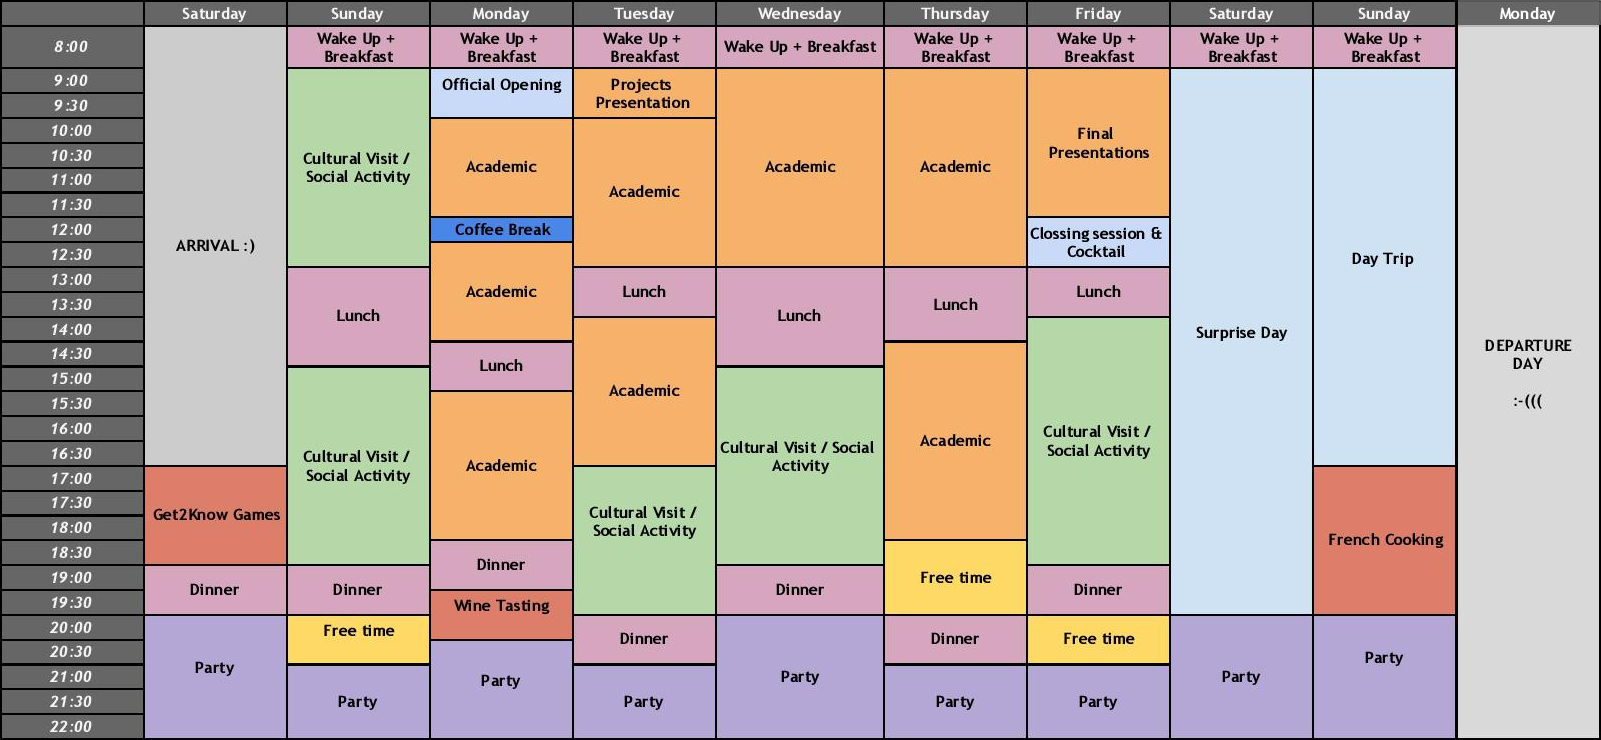 Saturday Sunday Monday Tuesday Wednesday Thursday Friday Saturday Sunday Monday
8:00
9:00
9:30
10:00
10:30
11:00
11:30
12:00
12:30
13:00
13:30
14:00
14:30
15:00
15:30
16:00
16:30
17:00
17:30
18:00
18:30
19:00
19:30
20:00
20:30
21:00
21:30
22:00
ARRIVAL :)
Get2Know Games
Dinner
Party
Wake Up +
Breakfast
Cultural Visit /
Social Activity
Lunch
Cultural Visit /
Social Activity
Dinner
Free time
Party
Wake Up +
Breakfast
Official Opening
Academic
Coffee Break
Academic
Lunch
Academic
Dinner
Wine Tasting
Party
Wake Up +
Breakfast
Projects
Presentation
Academic
Lunch
Academic
Cultural Visit /
Social Activity
Dinner
Party
Wake Up + Breakfast
Academic
Lunch
Cultural Visit / Social
Activity
Dinner
Party
Wake Up +
Breakfast
Academic
Lunch
Academic
Free time
Dinner
Party
Wake Up +
Breakfast
Final
Presentations
Clossing session &
Cocktail
Lunch
Cultural Visit /
Social Activity
Dinner
Free time
Party
Wake Up +
Breakfast
Surprise Day
Party
Wake Up +
Breakfast
Day Trip
French Cooking
Party
DEPARTURE
DAY
:-(((